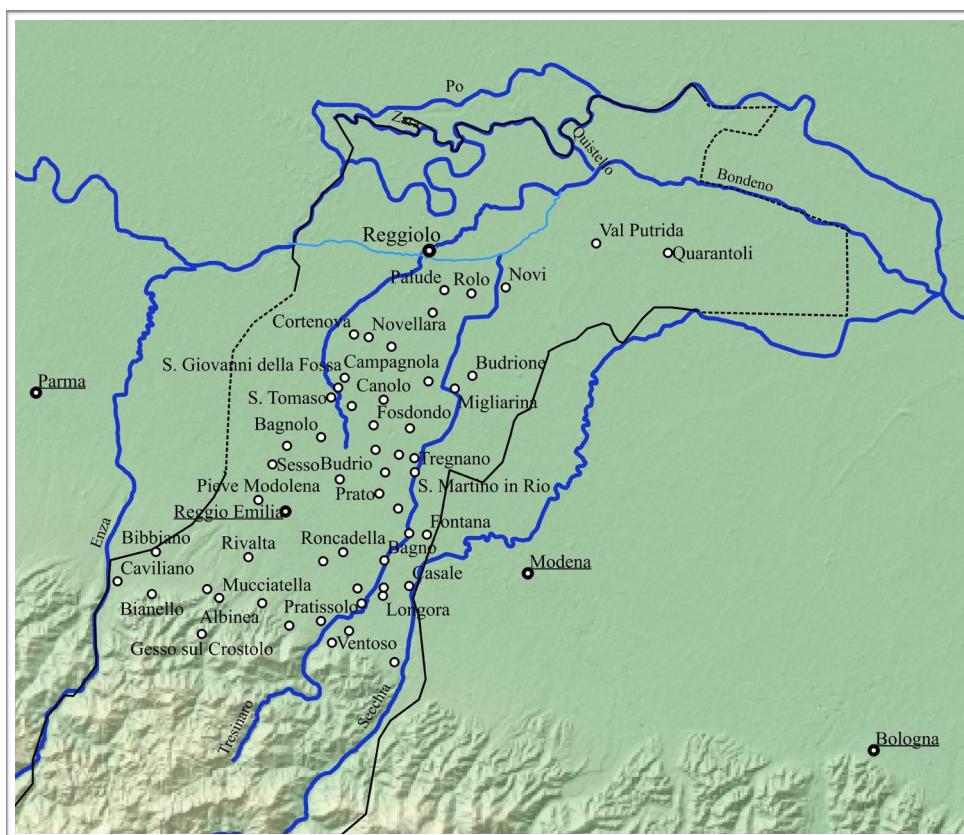 Po
Zara
Quistello
Bondeno
Reggiolo
Val Putrida
Quarantoli
Palude
Rolo
Novi
Cortenova
Novellara
S. Giovanni della Fossa
Campagnola
Budrione
Parma
Canolo
S. Tomaso
Migliarina
Fosdondo
Bagnolo
Sesso
Budrio
Tregnano
S. Martino in Rio
Pieve Modolena
Prato
Reggio Emilia
Enza
Fontana
Bibbiano
Rivalta
Roncadella
Bagno
Modena
Caviliano
Mucciatella
Casale
Bianello
Albinea
Pratissolo
Longora
Gesso sul Crostolo
Ventoso
Tresinaro
Secchia
Bologna